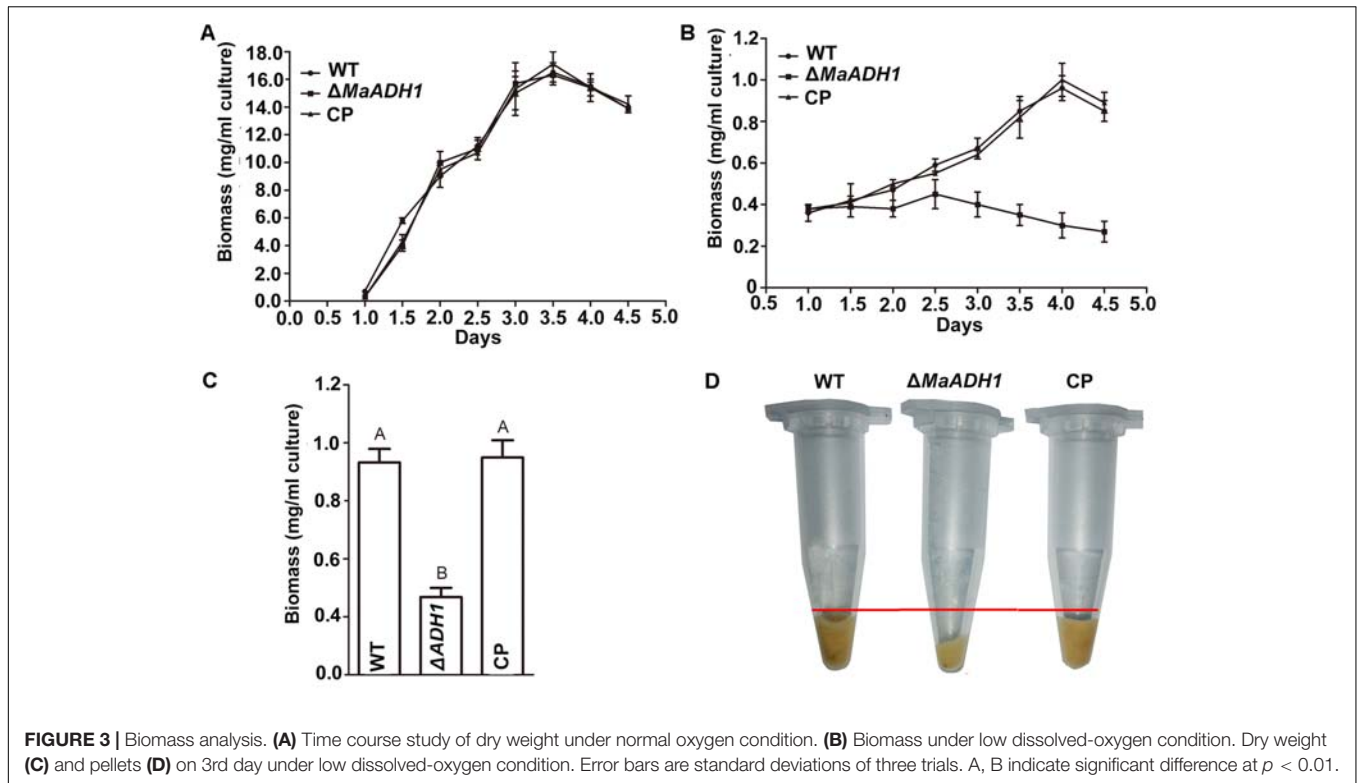 A
Biomass (mg/ml culture)
18.0
16.0
14.0
12.0
10.0
8.0
6.0
4.0
2.0
0.0
WT
ΔMaADH1
CP
0.0 0.5 1.0 1.5 2.0 2.5 3.0 3.5 4.0 4.5 5.0
Days
B
Biomass (mg/ml culture)
1.2
1.0
0.8
0.6
0.4
0.2
0
WT
ΔMaADH1
CP
0.5 1.0 1.5 2.0 2.5 3.0 3.5 4.0 4.5 5.0
Days
C
Biomass (mg/ml culture)
1.2
1.0
0.8
0.6
0.4
0.0
A
B
A
WT
ΔADH1
CP
D
WT ΔMaADH1 CP
FIGURE 3 | Biomass analysis. (A) Time course study of dry weight under normal oxygen condition. (B) Biomass under low dissolved-oxygen condition. Dry weight
(C) and pellets (D) on 3rd day under low dissolved-oxygen condition. Error bars are standard deviations of three trials. A, B indicate significant difference at p < 0.01.